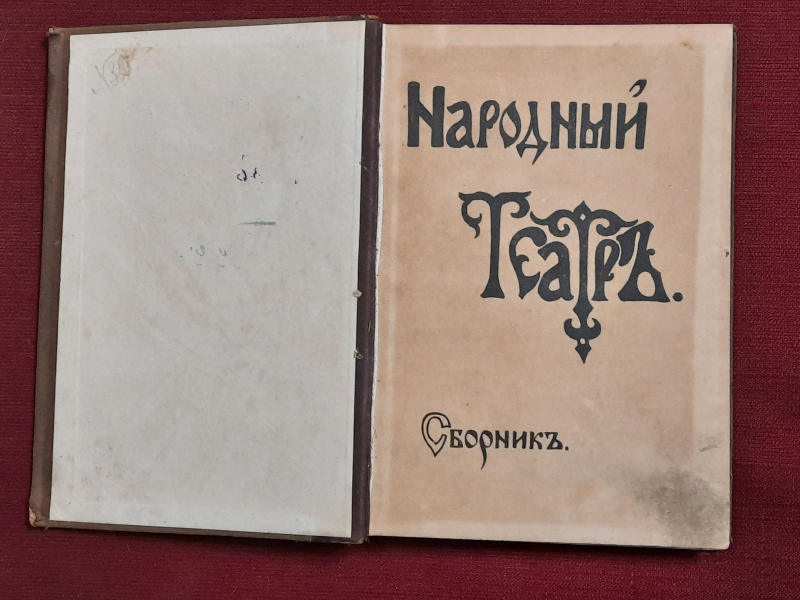 Народный
Театръ.
Сборникъ.